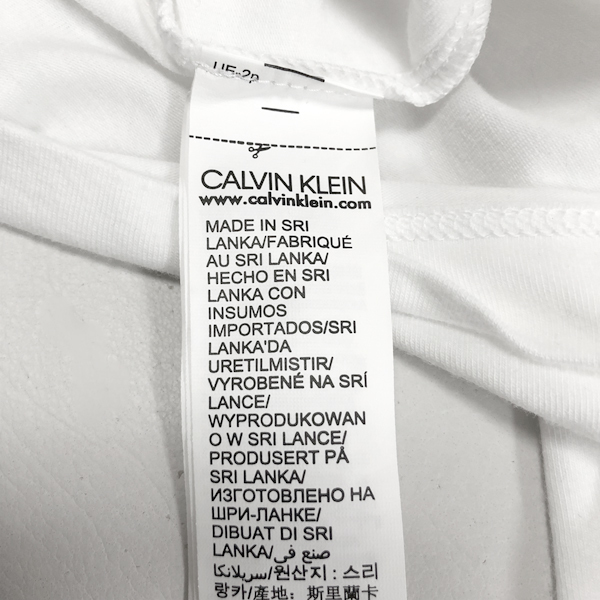 CALVIN KLEIN
www.calvinklein.com
MADE IN SRI
LANKA/FABRIQUÉ
AU SRI LANKA/
HECHO EN SRI
LANKA CON
INSUMOS
IMPORTADOS/SRI
LANKA'DA
URETILMISTIR/
VYROBENÉ NA SRÍ
LANCE/
WYPRODUKOWAN
O W SRI LANCE/
PRODUSERT PÅ
SRI LANKA/
ИЗГОТОВЛЕНО НА
ШРИ-ЛАНКЕ/
DIBUAT DI SRI
LANKA/صنع في
سريلانكا/원산지 : 스리
랑카/產地：斯里蘭卡